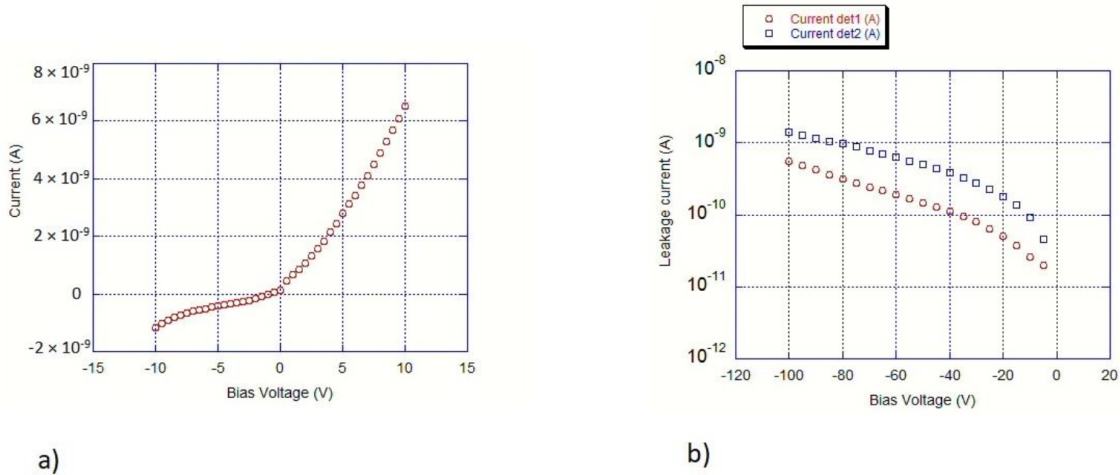 Current (A)
8 × 10⁻⁹
6 × 10⁻⁹
4 × 10⁻⁹
2 × 10⁻⁹
0
-2 × 10⁻⁹
-15 -10 -5 0 5 10 15
Bias Voltage (V)
a)
Current det1 (A)
Current det2 (A)
Leakage current (A)
10⁻⁸
10⁻⁹
10⁻¹⁰
10⁻¹¹
10⁻¹²
-120 -100 -80 -60 -40 -20 0 20
Bias Voltage (V)
b)